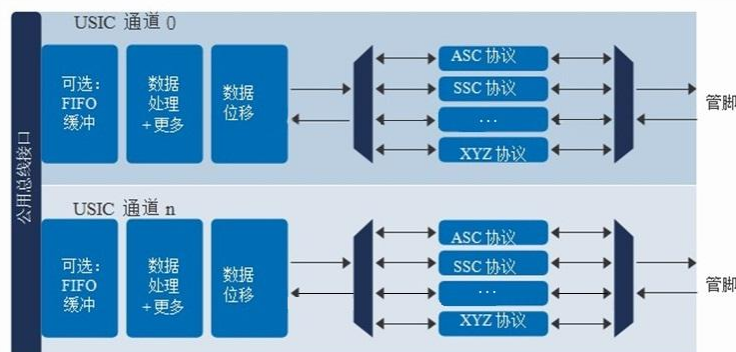 公用总线接口
USIC 通道 0
可选：
FIFO
缓冲
数据
处理
+更多
数据
位移
ASC 协议
SSC 协议
...
XYZ 协议
管脚
USIC 通道 n
可选：
FIFO
缓冲
数据
处理
+更多
数据
位移
ASC 协议
SSC 协议
...
XYZ 协议
管脚